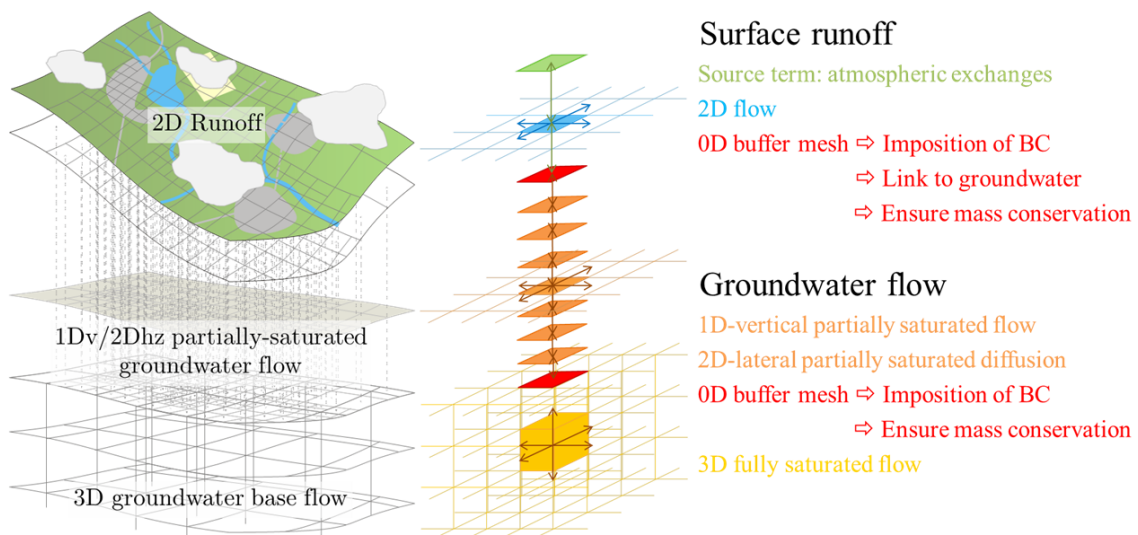 2D Runoff
1Dv/2Dhz partially-saturated
groundwater flow
3D groundwater base flow
Surface runoff
Source term: atmospheric exchanges
2D flow
0D buffer mesh ⇨ Imposition of BC
⇨ Link to groundwater
⇨ Ensure mass conservation
Groundwater flow
1D-vertical partially saturated flow
2D-lateral partially saturated diffusion
0D buffer mesh ⇨ Imposition of BC
⇨ Ensure mass conservation
3D fully saturated flow